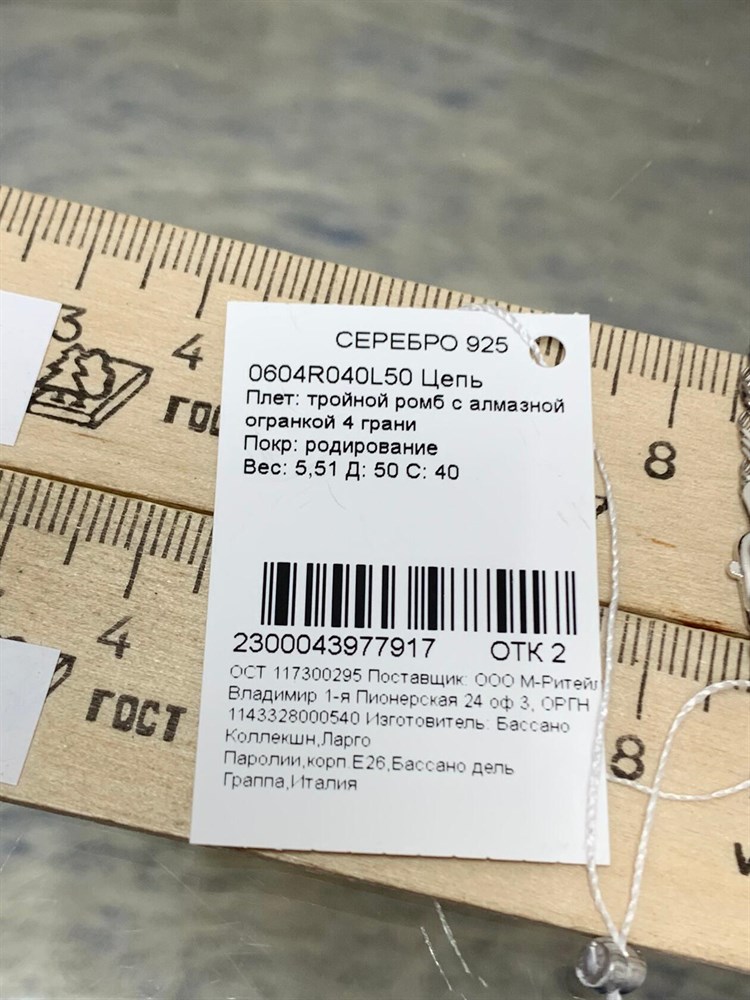 СЕРЕБРО 925
0604R040L50 Цепь
Плет: тройной ромб с алмазной
огранкой 4 грани
Покр: родирование
Вес: 5,51 Д: 50 С: 40
2300043977917 ОТК 2
ОСТ 117300295 Поставщик: ООО М-Ритейл
Владимир 1-я Пионерская 24 оф 3, ОРГН
1143328000540 Изготовитель: Бассано
Коллекшн,Ларго
Паролии,корп.Е26,Бассано дель
Граппа,Италия
3 4 8
ГОС
4 8
ГОСТ